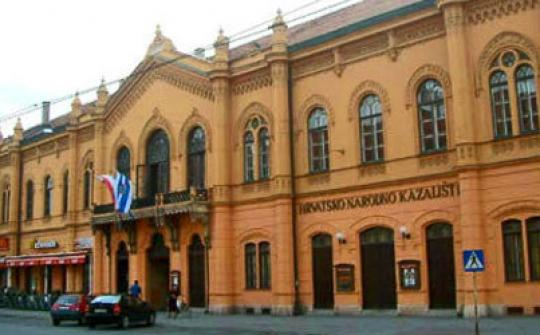 HRVATSKO NARODNO KAZALIŠTE